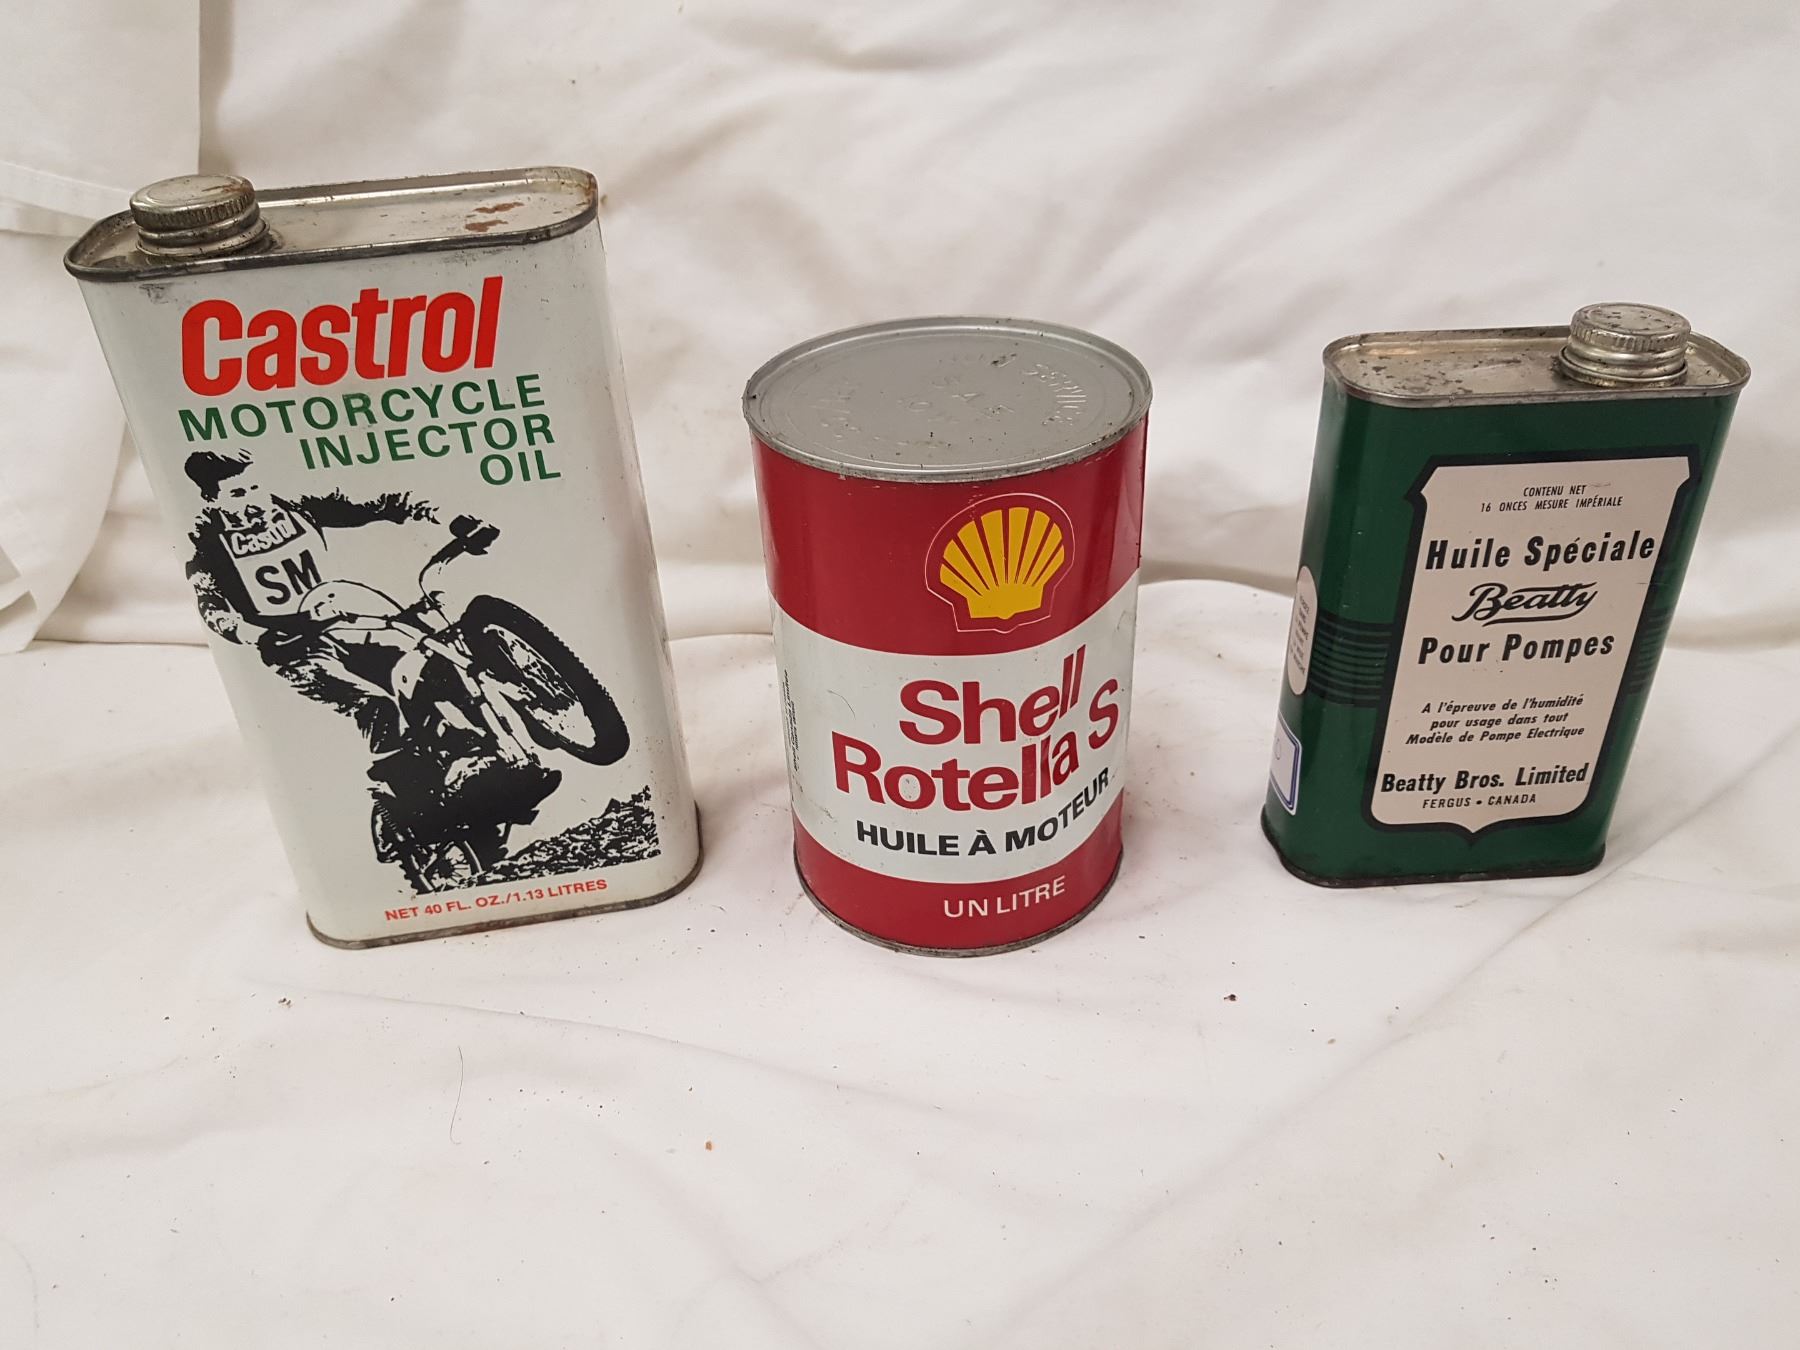 Castrol
MOTORCYCLE
INJECTOR
OIL
Castrol
SM
NET 40 FL. OZ./1.13 LITRES
Shell
Rotella S
HUILE À MOTEUR
UN LITRE
CONTENU NET
16 ONCES MESURE IMPÉRIALE
Huile Spéciale
Beatty
Pour Pompes
A l'épreuve de l'humidité
pour usage dans tout
Modèle de Pompe Electrique
Beatty Bros. Limited
FERGUS • CANADA